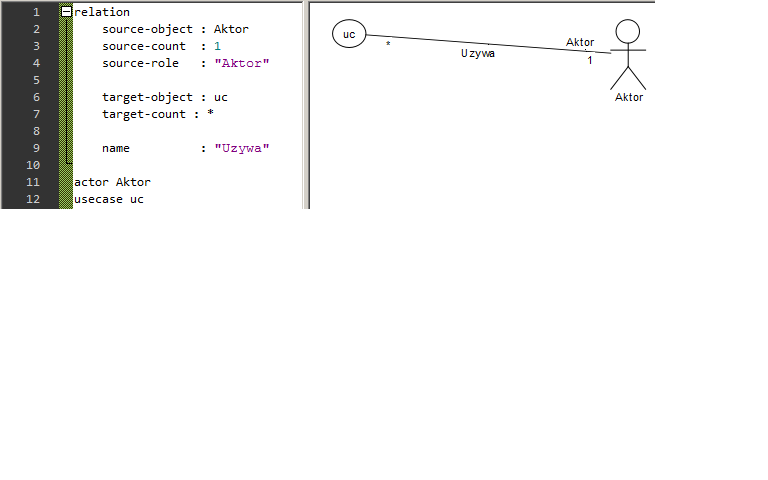 1 relation
2 source-object : Aktor
3 source-count : 1
4 source-role : "Aktor"
5
6 target-object : uc
7 target-count : *
8
9 name : "Uzywa"
10
11 actor Aktor
12 usecase uc
uc
*
Uzywa
Aktor
1
Aktor